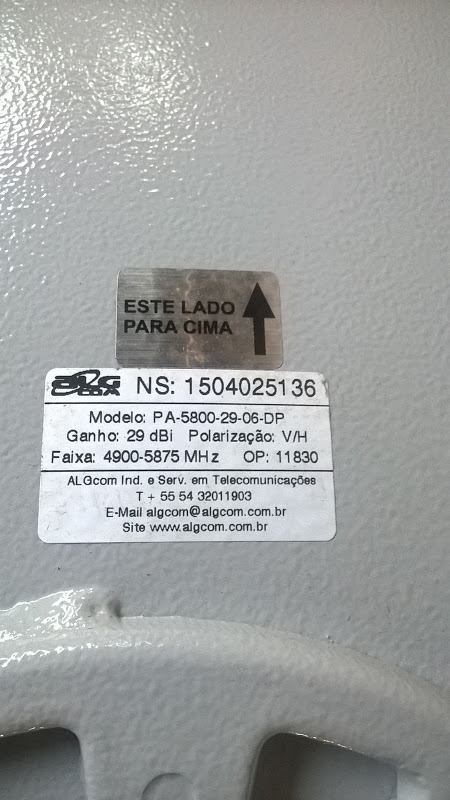 ESTE LADO
PARA CIMA
ALG
COM
NS: 1504025136
Modelo: PA-5800-29-06-DP
Ganho: 29 dBi Polarização: V/H
Faixa: 4900-5875 MHz OP: 11830
ALGcom Ind. e Serv. em Telecomunicações
T + 55 54 32011903
E-Mail algcom@algcom.com.br
Site www.algcom.com.br